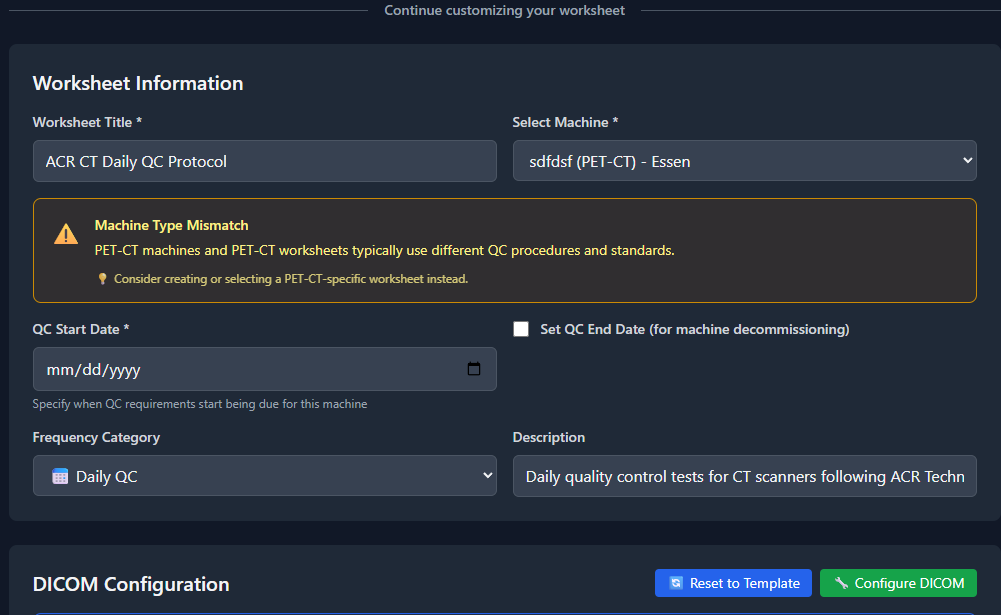 Continue customizing your worksheet
Worksheet Information
Worksheet Title *
Select Machine *
ACR CT Daily QC Protocol
sdfdsf (PET-CT) - Essen
Machine Type Mismatch
PET-CT machines and PET-CT worksheets typically use different QC procedures and standards.
Consider creating or selecting a PET-CT-specific worksheet instead.
QC Start Date *
Set QC End Date (for machine decommissioning)
mm/dd/yyyy
Specify when QC requirements start being due for this machine
Frequency Category
Description
Daily QC
Daily quality control tests for CT scanners following ACR Techn
DICOM Configuration
Reset to Template
Configure DICOM